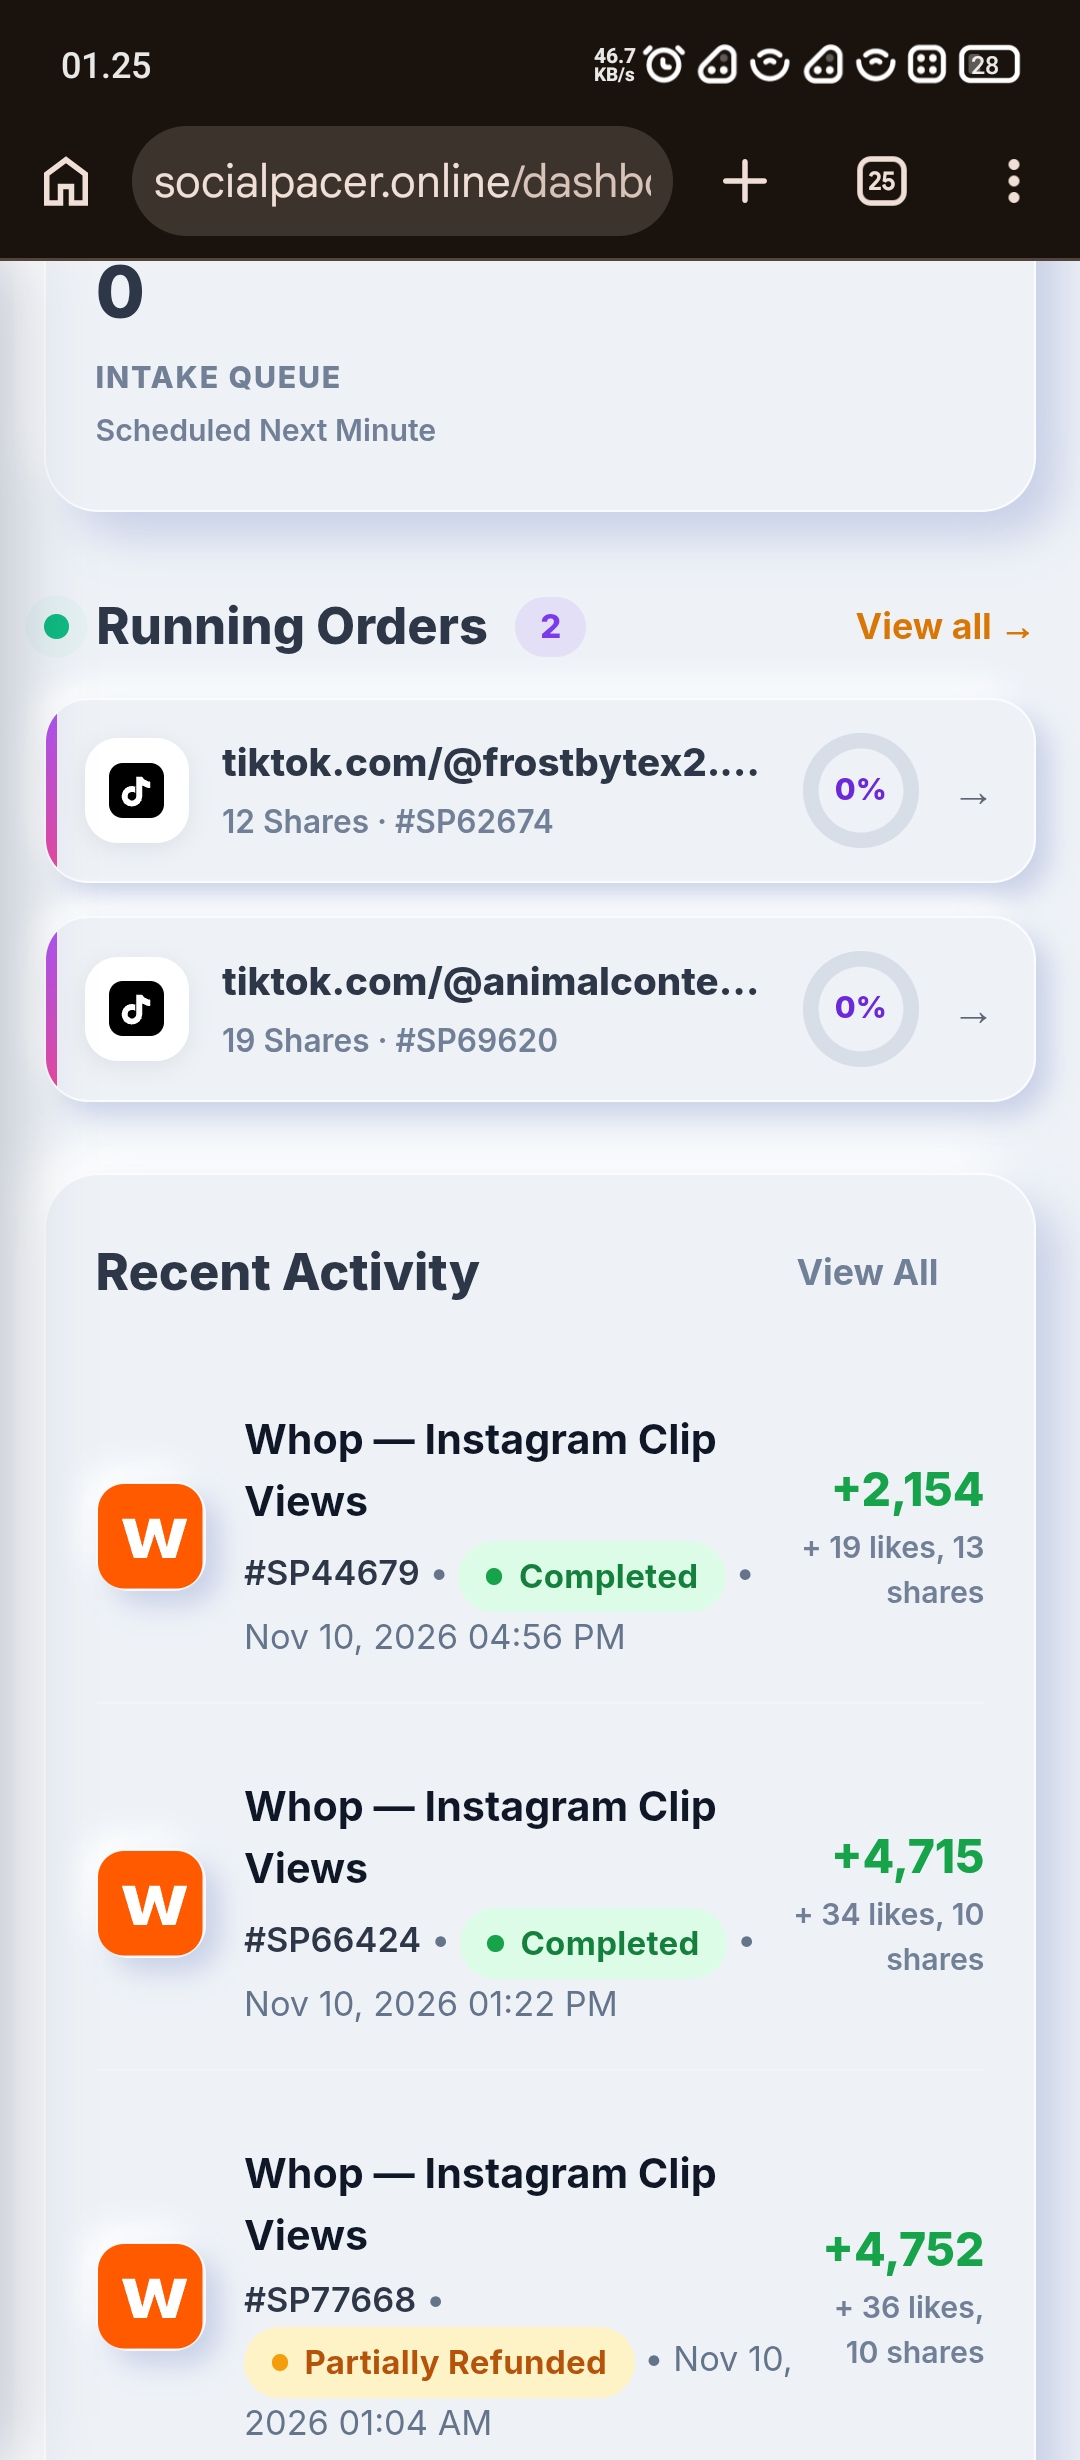 01.25
46.7
KB/s
28
socialpacer.online/dashbo
25
0
INTAKE QUEUE
Scheduled Next Minute
Running Orders 2 View all →
tiktok.com/@frostbytex2.... 0% →
12 Shares · #SP62674
tiktok.com/@animalconte... 0% →
19 Shares · #SP69620
Recent Activity View All
Whop — Instagram Clip
Views
#SP44679 • Completed •
Nov 10, 2026 04:56 PM
+2,154
+ 19 likes, 13
shares
Whop — Instagram Clip
Views
#SP66424 • Completed •
Nov 10, 2026 01:22 PM
+4,715
+ 34 likes, 10
shares
Whop — Instagram Clip
Views
#SP77668 •
Partially Refunded • Nov 10,
2026 01:04 AM
+4,752
+ 36 likes,
10 shares